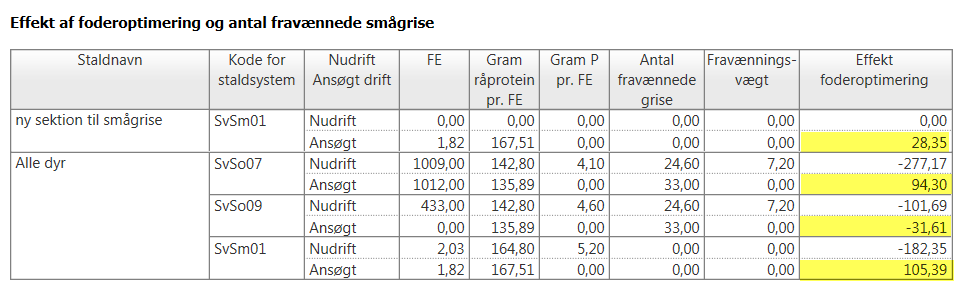 Effekt af foderoptimering og antal fravænnede smågrise
Staldnavn Kode for staldsystem Nudrift Ansøgt drift FE Gram råprotein pr. FE Gram P pr. FE Antal fravænnede grise Fravænnings-vægt Effekt foderoptimering
ny sektion til smågrise SvSm01 Nudrift 0,00 0,00 0,00 0,00 0,00 0,00
Ansøgt 1,82 167,51 0,00 0,00 0,00 28,35
Alle dyr SvSo07 Nudrift 1009,00 142,80 4,10 24,60 7,20 -277,17
Ansøgt 1012,00 135,89 0,00 33,00 0,00 94,30
SvSo09 Nudrift 433,00 142,80 4,60 24,60 7,20 -101,69
Ansøgt 0,00 135,89 0,00 33,00 0,00 -31,61
SvSm01 Nudrift 2,03 164,80 5,20 0,00 0,00 -182,35
Ansøgt 1,82 167,51 0,00 0,00 0,00 105,39